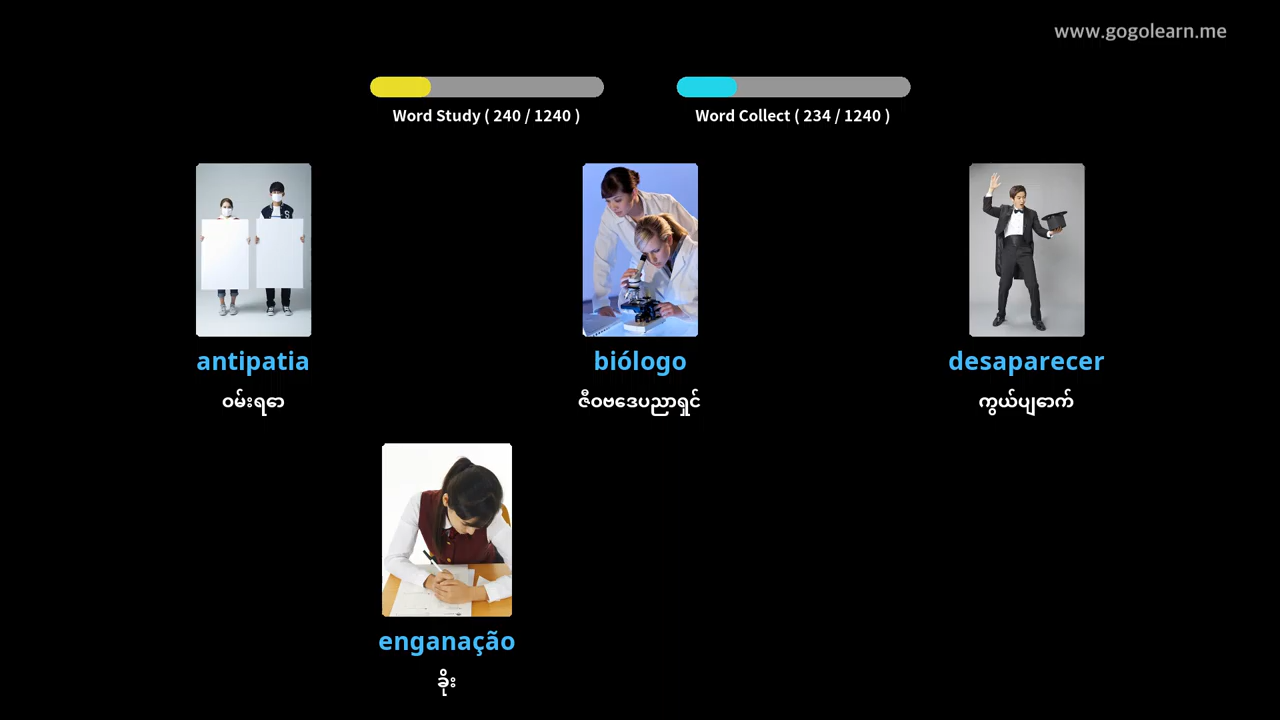 www.gogolearn.me
Word Study ( 240 / 1240 )
Word Collect ( 234 / 1240 )
antipatia
ဝမ်းရေော
biólogo
ဇီဝဗဒေပညာရှင်
desaparecer
ကွယ်ပျောက်
enganação
ခိုး